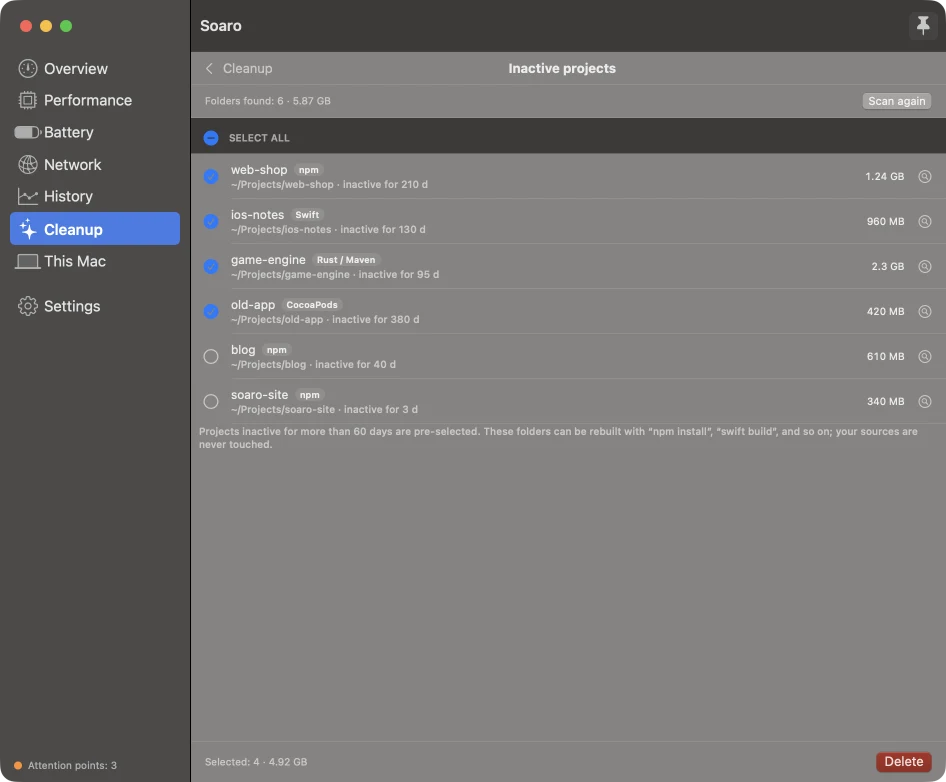 Soaro
Overview
Performance
Battery
Network
History
Cleanup
This Mac
Settings
Attention points: 3
Cleanup
Inactive projects
Folders found: 6 · 5.87 GB
Scan again
SELECT ALL
web-shop npm
~/Projects/web-shop · inactive for 210 d
1.24 GB
ios-notes Swift
~/Projects/ios-notes · inactive for 130 d
960 MB
game-engine Rust / Maven
~/Projects/game-engine · inactive for 95 d
2.3 GB
old-app CocoaPods
~/Projects/old-app · inactive for 380 d
420 MB
blog npm
~/Projects/blog · inactive for 40 d
610 MB
soaro-site npm
~/Projects/soaro-site · inactive for 3 d
340 MB
Projects inactive for more than 60 days are pre-selected. These folders can be rebuilt with “npm install”, “swift build”, and so on; your sources are
never touched.
Selected: 4 · 4.92 GB
Delete